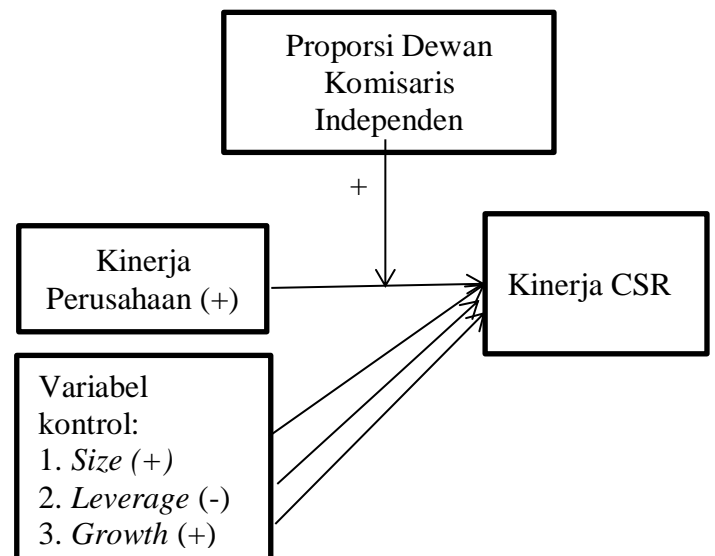 Proporsi Dewan
Komisaris
Independen
+
Kinerja
Perusahaan (+)
Kinerja CSR
Variabel
kontrol:
1. Size (+)
2. Leverage (-)
3. Growth (+)